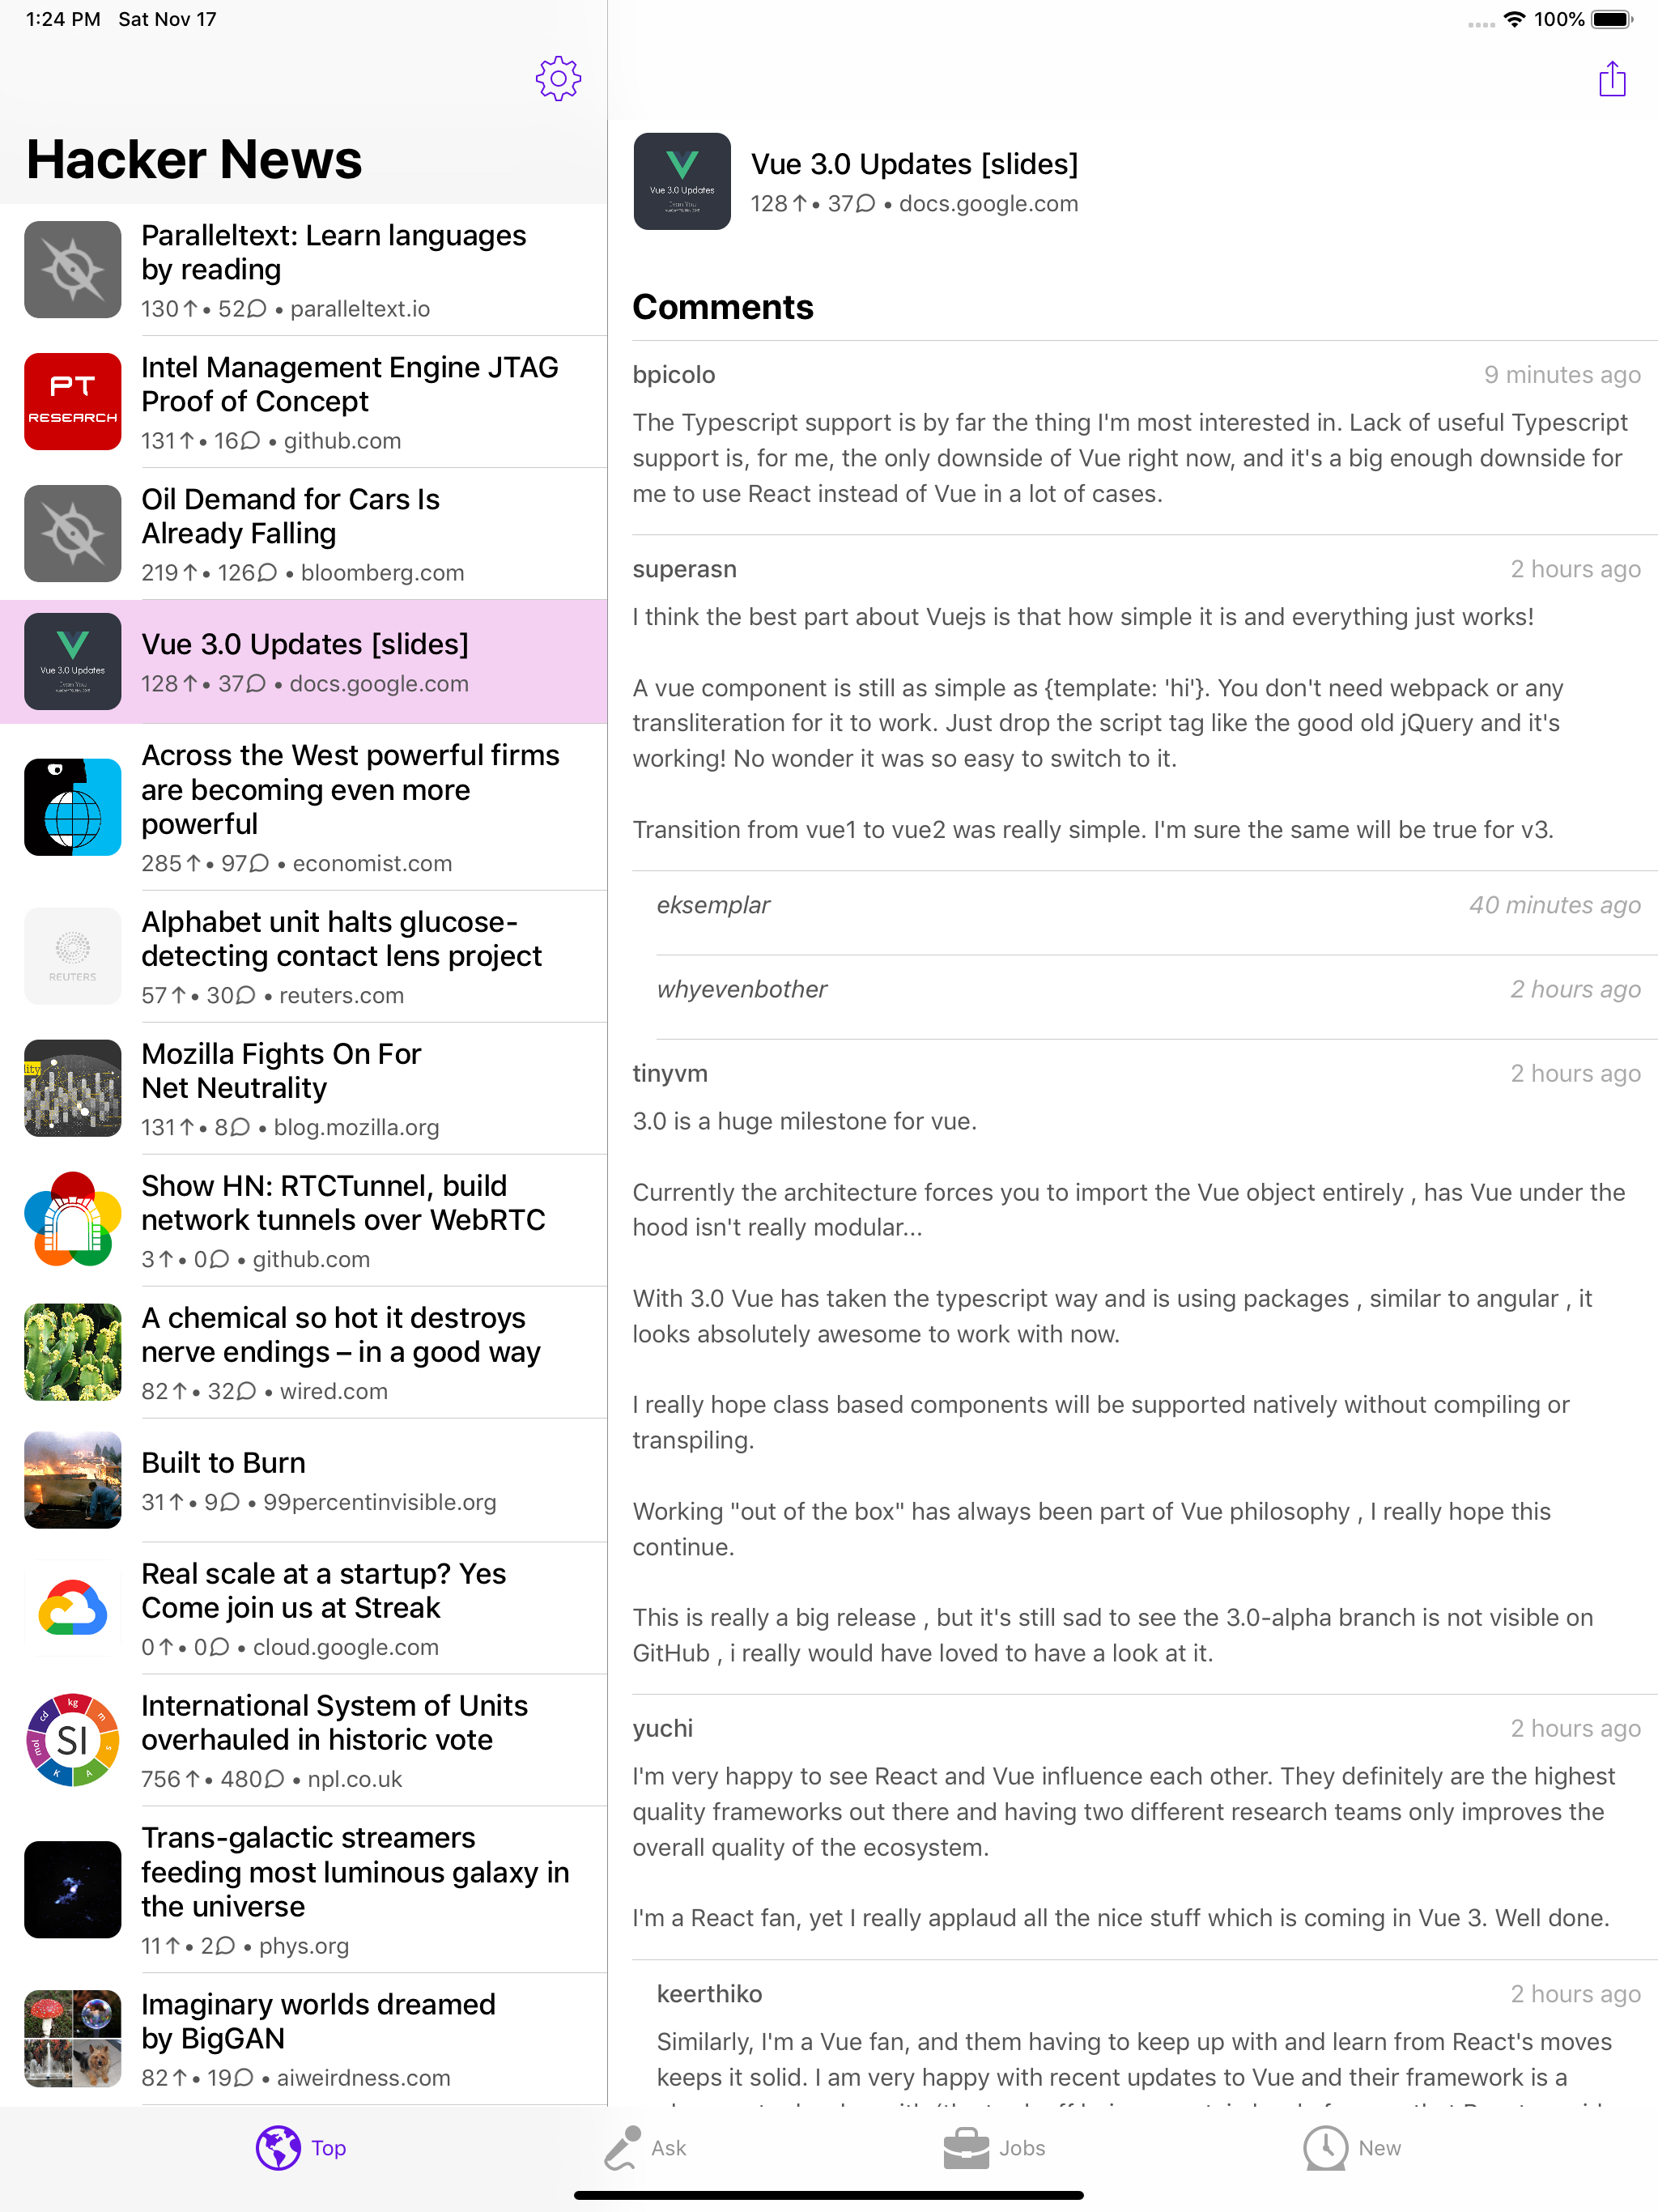 1:24 PM Sat Nov 17
100%
Hacker News
Paralleltext: Learn languages
by reading
130↑ • 52 • paralleltext.io
PT
RESEARCH
Intel Management Engine JTAG
Proof of Concept
131↑ • 16 • github.com
Oil Demand for Cars Is
Already Falling
219↑ • 126 • bloomberg.com
Vue 3.0 Updates
Vue 3.0 Updates [slides]
128↑ • 37 • docs.google.com
Across the West powerful firms
are becoming even more
powerful
285↑ • 97 • economist.com
REUTERS
Alphabet unit halts glucose-
detecting contact lens project
57↑ • 30 • reuters.com
lity
Mozilla Fights On For
Net Neutrality
131↑ • 8 • blog.mozilla.org
Show HN: RTCTunnel, build
network tunnels over WebRTC
3↑ • 0 • github.com
A chemical so hot it destroys
nerve endings – in a good way
82↑ • 32 • wired.com
Built to Burn
31↑ • 9 • 99percentinvisible.org
Real scale at a startup? Yes
Come join us at Streak
0↑ • 0 • cloud.google.com
SI
kg
m
s
A
K
mol
cd
International System of Units
overhauled in historic vote
756↑ • 480 • npl.co.uk
Trans-galactic streamers
feeding most luminous galaxy in
the universe
11↑ • 2 • phys.org
Imaginary worlds dreamed
by BigGAN
82↑ • 19 • aiweirdness.com
Vue 3.0 Updates
Vue 3.0 Updates [slides]
128↑ • 37 • docs.google.com
Comments
bpicolo
9 minutes ago
The Typescript support is by far the thing I'm most interested in. Lack of useful Typescript
support is, for me, the only downside of Vue right now, and it's a big enough downside for
me to use React instead of Vue in a lot of cases.
superasn
2 hours ago
I think the best part about Vuejs is that how simple it is and everything just works!
A vue component is still as simple as {template: 'hi'}. You don't need webpack or any
transliteration for it to work. Just drop the script tag like the good old jQuery and it's
working! No wonder it was so easy to switch to it.
Transition from vue1 to vue2 was really simple. I'm sure the same will be true for v3.
eksemplar
40 minutes ago
whyevenbother
2 hours ago
tinyvm
2 hours ago
3.0 is a huge milestone for vue.
Currently the architecture forces you to import the Vue object entirely , has Vue under the
hood isn't really modular...
With 3.0 Vue has taken the typescript way and is using packages , similar to angular , it
looks absolutely awesome to work with now.
I really hope class based components will be supported natively without compiling or
transpiling.
Working "out of the box" has always been part of Vue philosophy , I really hope this
continue.
This is really a big release , but it's still sad to see the 3.0-alpha branch is not visible on
GitHub , i really would have loved to have a look at it.
yuchi
2 hours ago
I'm very happy to see React and Vue influence each other. They definitely are the highest
quality frameworks out there and having two different research teams only improves the
overall quality of the ecosystem.
I'm a React fan, yet I really applaud all the nice stuff which is coming in Vue 3. Well done.
keerthiko
2 hours ago
Similarly, I'm a Vue fan, and them having to keep up with and learn from React's moves
keeps it solid. I am very happy with recent updates to Vue and their framework is a
Top
Ask
Jobs
New